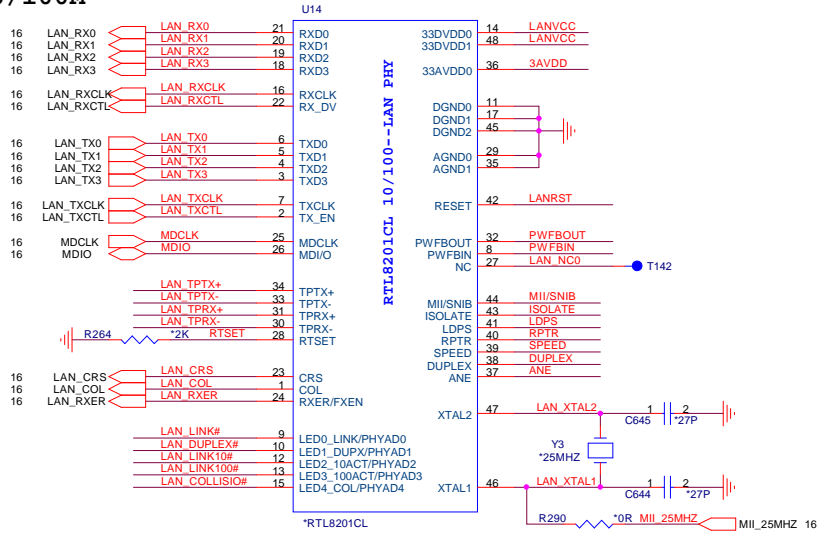 U14
16 LAN_RX0 LAN_RX0 21 RXD0 33DVDD0 14 LANVCC
16 LAN_RX1 LAN_RX1 20 RXD1 33DVDD1 48 LANVCC
16 LAN_RX2 LAN_RX2 19 RXD2
16 LAN_RX3 LAN_RX3 18 RXD3 33AVDD0 36 3AVDD
16 LAN_RXCLK LAN_RXCLK 16 RXCLK
16 LAN_RXCTL LAN_RXCTL 22 RX_DV DGND0 11
DGND1 17
DGND2 45
16 LAN_TX0 LAN_TX0 6 TXD0
16 LAN_TX1 LAN_TX1 5 TXD1 AGND0 29
16 LAN_TX2 LAN_TX2 4 TXD2 AGND1 35
16 LAN_TX3 LAN_TX3 3 TXD3
16 LAN_TXCLK LAN_TXCLK 7 TXCLK RESET 42 LANRST
16 LAN_TXCTL LAN_TXCTL 2 TX_EN
RTL8201CL 10/100--LAN PHY
16 MDCLK MDCLK 25 MDCLK PWFBOUT 32 PWFBOUT
16 MDIO MDIO 26 MDI/O PWFBIN 8 PWFBIN
NC 27 LAN_NC0 T142
LAN_TPTX+ 34 TPTX+
LAN_TPTX- 33 TPTX- MII/SNIB 44 MII/SNIB
LAN_TPRX+ 31 TPRX+ ISOLATE 43 ISOLATE
LAN_TPRX- 30 TPRX- LDPS 41 LDPS
R264 *2K RTSET 28 RTSET RPTR 40 RPTR
SPEED 39 SPEED
DUPLEX 38 DUPLEX
16 LAN_CRS LAN_CRS 23 CRS ANE 37 ANE
16 LAN_COL LAN_COL 1 COL
16 LAN_RXER LAN_RXER 24 RXER/FXEN
XTAL2 47 LAN_XTAL2 C645 1 2 *27P
LAN_LINK# 9 LED0_LINK/PHYAD0
LAN_DUPLEX# 10 LED1_DUPX/PHYAD1
LAN_LINK10# 12 LED2_10ACT/PHYAD2
LAN_LINK100# 13 LED3_100ACT/PHYAD3
LAN_COLLISIO# 15 LED4_COL/PHYAD4
Y3
*25MHZ
XTAL1 46 LAN_XTAL1 C644 1 2 *27P
*RTL8201CL
R290 *0R MII_25MHZ MII_25MHZ 16